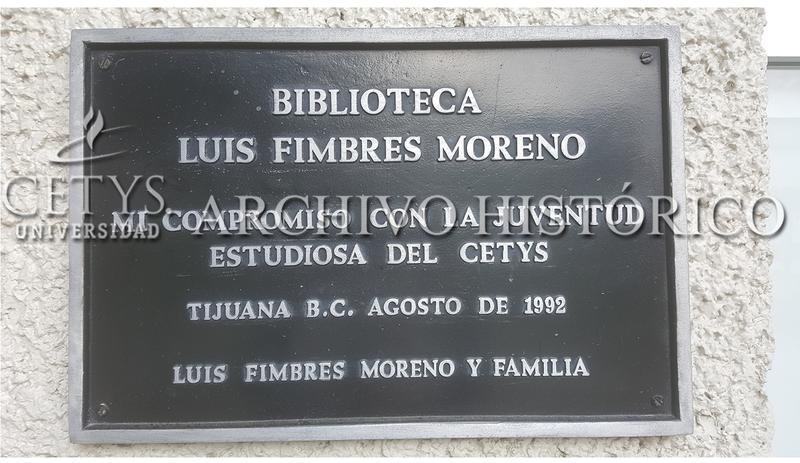 BIBLIOTECA
LUIS FIMBRES MORENO
MI COMPROMISO CON LA JUVENTUD
ESTUDIOSA DEL CETYS
TIJUANA B.C. AGOSTO DE 1992
LUIS FIMBRES MORENO Y FAMILIA
CETYS
UNIVERSIDAD
ARCHIVO HISTÓRICO